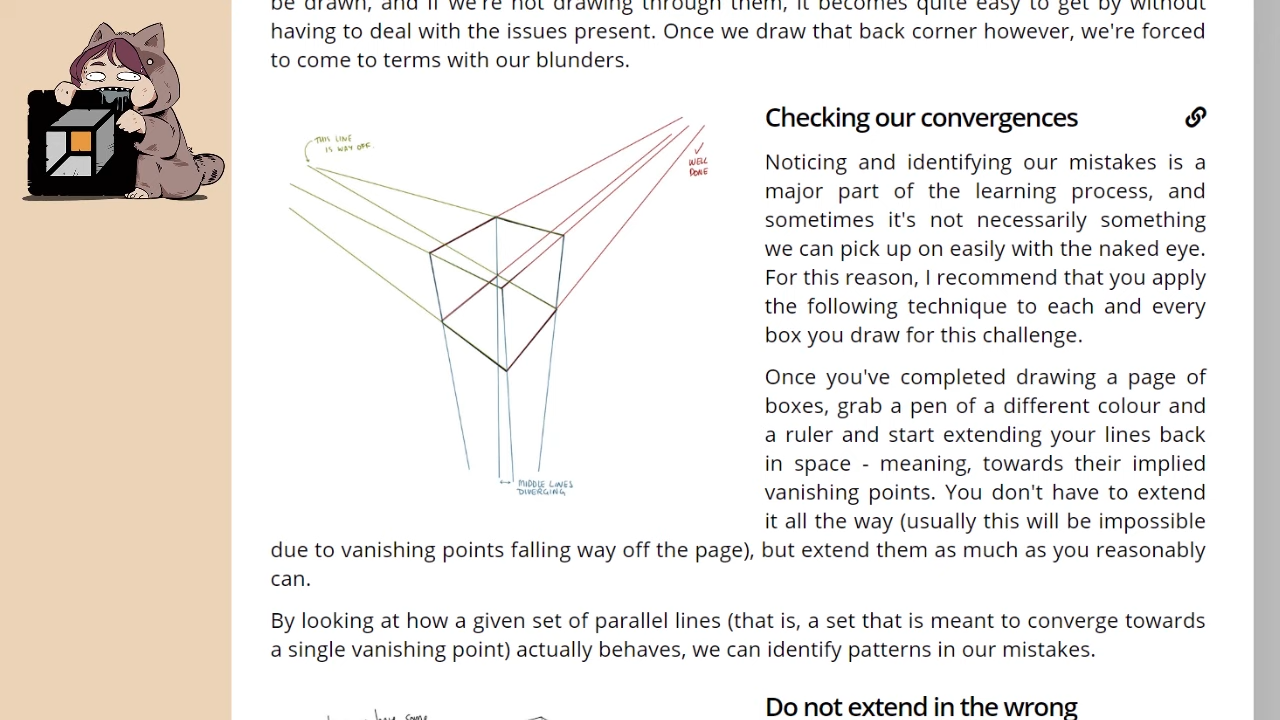 be drawn, and if we're not drawing through them, it becomes quite easy to get by without
having to deal with the issues present. Once we draw that back corner however, we're forced
to come to terms with our blunders.
THIS LINE
IS WAY OFF.
WELL
DONE
MIDDLE LINES
DIVERGING
Checking our convergences
Noticing and identifying our mistakes is a
major part of the learning process, and
sometimes it's not necessarily something
we can pick up on easily with the naked eye.
For this reason, I recommend that you apply
the following technique to each and every
box you draw for this challenge.
Once you've completed drawing a page of
boxes, grab a pen of a different colour and
a ruler and start extending your lines back
in space - meaning, towards their implied
vanishing points. You don't have to extend
it all the way (usually this will be impossible
due to vanishing points falling way off the page), but extend them as much as you reasonably
can.
By looking at how a given set of parallel lines (that is, a set that is meant to converge towards
a single vanishing point) actually behaves, we can identify patterns in our mistakes.
Do not extend in the wrong